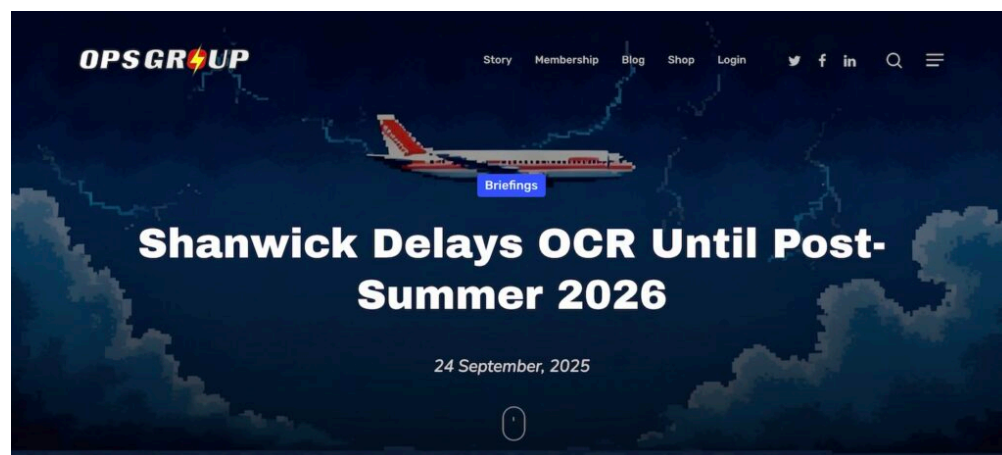 OPSGROUP
Story Membership Blog Shop Login
Briefings
Shanwick Delays OCR Until Post-
Summer 2026
24 September, 2025